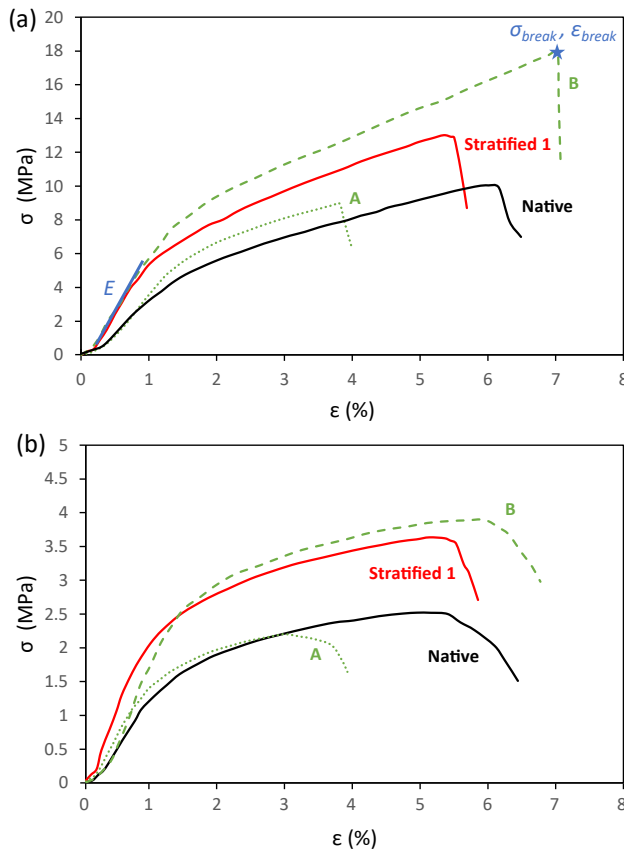 (a)
20
18
16
14
12
10
8
6
4
2
0
σ (MPa)
σbreak, εbreak
B
Stratified 1
A
Native
E
0 1 2 3 4 5 6 7 8
ε (%)
(b)
5
4.5
4
3.5
3
2.5
2
1.5
1
0.5
0
σ (MPa)
B
Stratified 1
Native
A
0 1 2 3 4 5 6 7 8
ε (%)